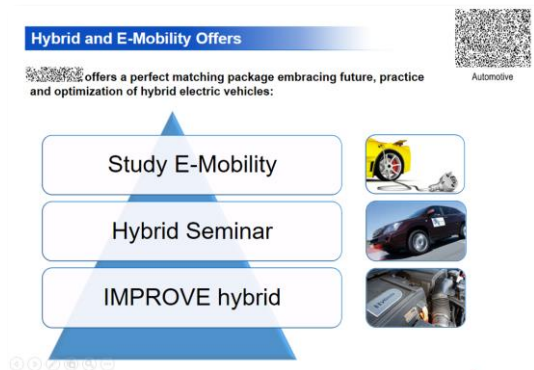 Hybrid and E-Mobility Offers
Automotive
offers a perfect matching package embracing future, practice
and optimization of hybrid electric vehicles:
Study E-Mobility
Hybrid Seminar
IMPROVE hybrid